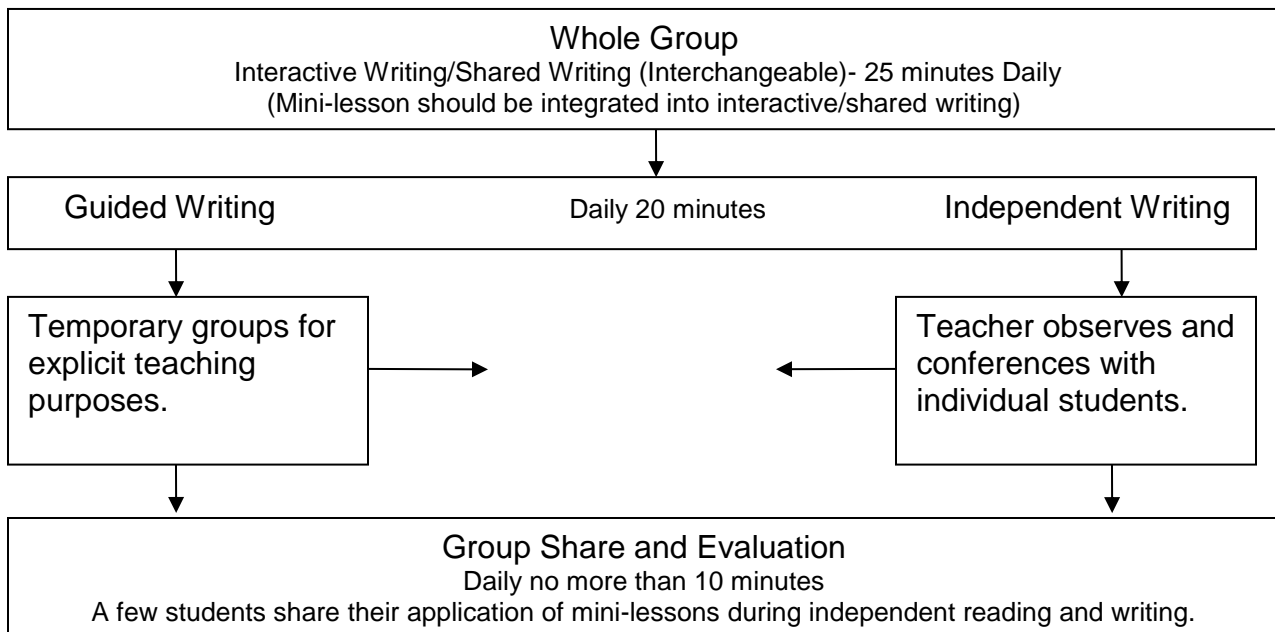 Whole Group
Interactive Writing/Shared Writing (Interchangeable)- 25 minutes Daily
(Mini-lesson should be integrated into interactive/shared writing)
Guided Writing Daily 20 minutes Independent Writing
Temporary groups for
explicit teaching
purposes.
Teacher observes and
conferences with
individual students.
Group Share and Evaluation
Daily no more than 10 minutes
A few students share their application of mini-lessons during independent reading and writing.